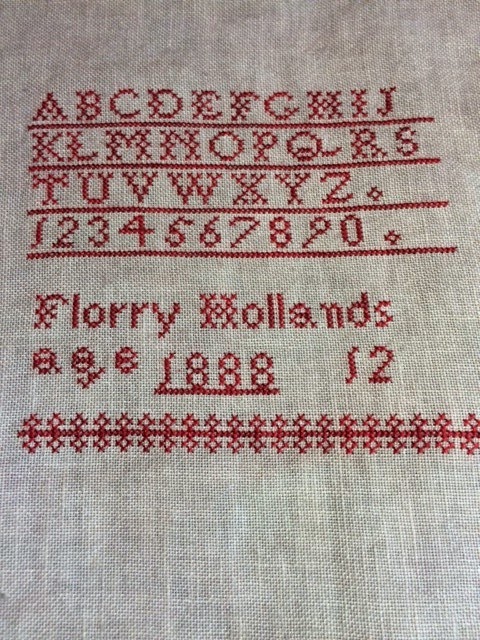 ABCDEFGHIJ
KLMNOPQRS
TUVWXYZ.
1234567890.
Florry Hollands
age 1888 12